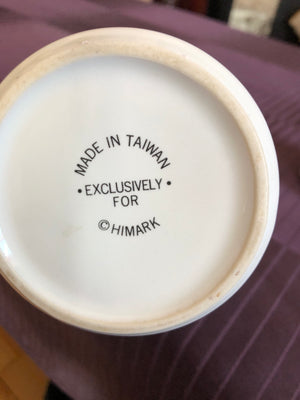 MADE IN TAIWAN
• EXCLUSIVELY •
FOR
©HIMARK